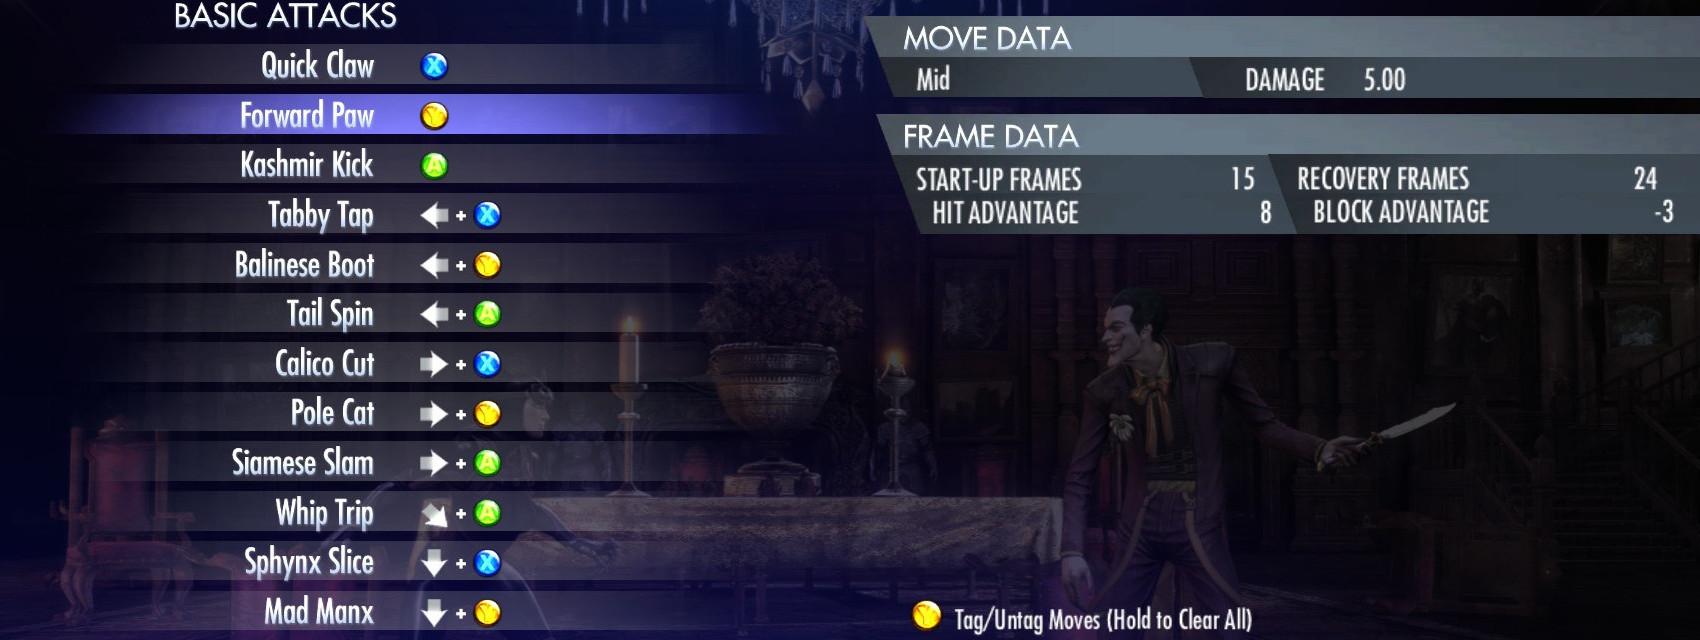 BASIC ATTACKS
Quick Claw X
Forward Paw Y
Kashmir Kick A
Tabby Tap ← + X
Balinese Boot ← + Y
Tail Spin ← + A
Calico Cut → + X
Pole Cat → + Y
Siamese Slam → + A
Whip Trip ↘ + A
Sphynx Slice ↓ + X
Mad Manx ↓ + Y
MOVE DATA
Mid DAMAGE 5.00
FRAME DATA
START-UP FRAMES 15 RECOVERY FRAMES 24
HIT ADVANTAGE 8 BLOCK ADVANTAGE -3
Y Tag/Untag Moves (Hold to Clear All)